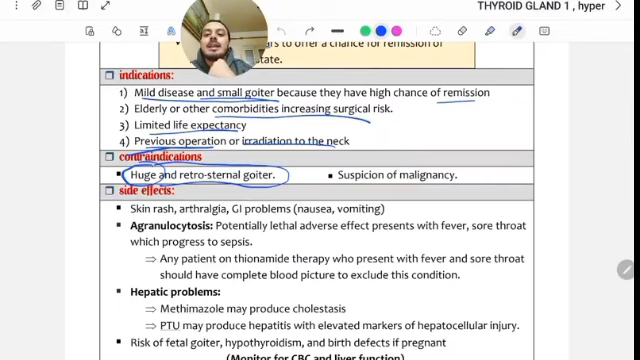 THYROID GLAND 1 , hyper
to offer a chance for remission of
state.
indications:
1) Mild disease and small goiter because they have high chance of remission
2) Elderly or other comorbidities increasing surgical risk.
3) Limited life expectancy
4) Previous operation or irradiation to the neck
contraindications
▪ Huge and retro-sternal goiter.
▪ Suspicion of malignancy.
side effects:
▪ Skin rash, arthralgia, GI problems (nausea, vomiting)
▪ Agranulocytosis: Potentially lethal adverse effect presents with fever, sore throat
which progress to sepsis.
⇒ Any patient on thionamide therapy who present with fever and sore throat
should have complete blood picture to exclude this condition.
▪ Hepatic problems:
⇒ Methimazole may produce cholestasis
⇒ PTU may produce hepatitis with elevated markers of hepatocellular injury.
▪ Risk of fetal goiter, hypothyroidism, and birth defects if pregnant
(Monitor for CBC and liver function)